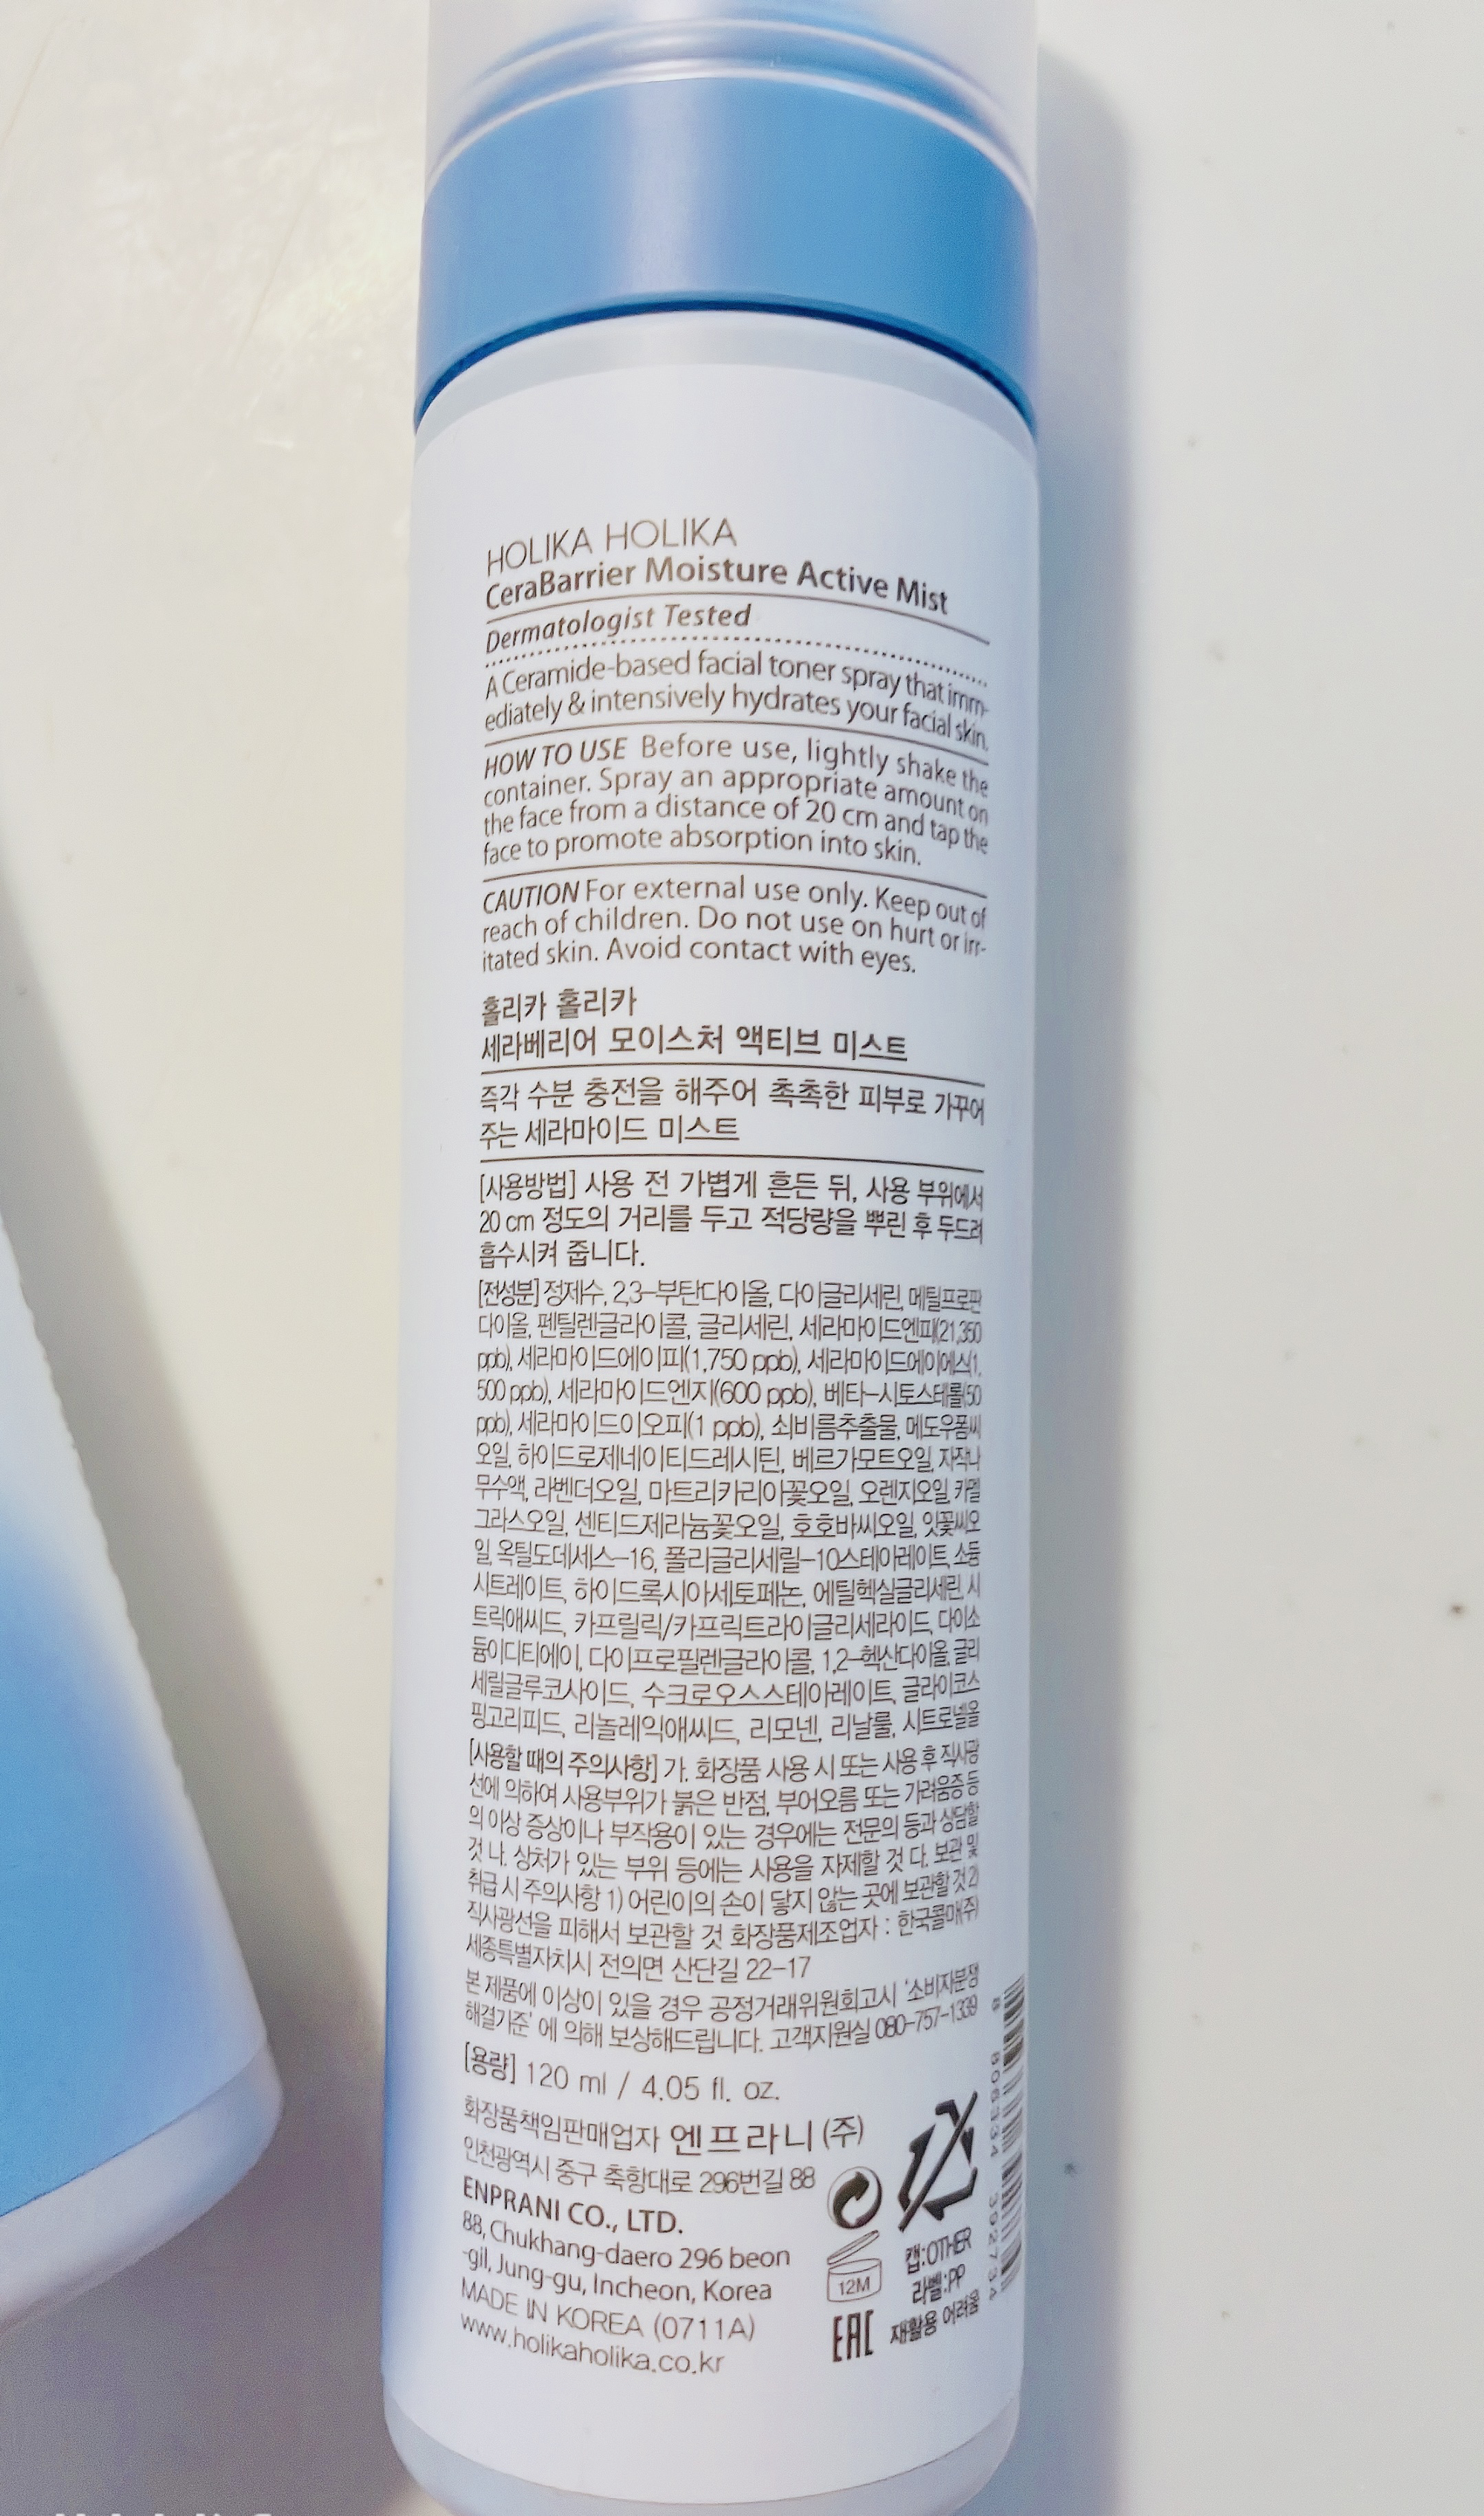 HOLIKA HOLIKA
CeraBarrier Moisture Active Mist
Dermatologist Tested
A Ceramide-based facial toner spray that imm-
ediately & intensively hydrates your facial skin.
HOW TO USE Before use, lightly shake the
container. Spray an appropriate amount on
the face from a distance of 20 cm and tap the
face to promote absorption into skin.
CAUTION For external use only. Keep out of
reach of children. Do not use on hurt or irr-
itated skin. Avoid contact with eyes.
홀리카 홀리카
세라베리어 모이스처 액티브 미스트
즉각 수분 충전을 해주어 촉촉한 피부로 가꾸어
주는 세라마이드 미스트
[사용방법] 사용 전 가볍게 흔든 뒤, 사용 부위에서
20 cm 정도의 거리를 두고 적당량을 뿌린 후 두드려
흡수시켜 줍니다.
[전성분] 정제수, 2,3-부탄다이올, 다이글리세린, 메틸프로판
다이올, 펜틸렌글라이콜, 글리세린, 세라마이드엔피(21,350
ppb), 세라마이드에이피(1,750 ppb), 세라마이드에이에스(1,
500 ppb), 세라마이드엔지(600 ppb), 베타-시토스테롤(50
ppb), 세라마이드이오피(1 ppb), 쇠비름추출물, 메도우폼씨
오일, 하이드로제네이티드레시틴, 베르가모트오일, 자작나
무수액, 라벤더오일, 마트리카리아꽃오일, 오렌지오일, 카멜
그라스오일, 센티드제라늄꽃오일, 호호바씨오일, 잇꽃씨오
일, 옥틸도데세스-16, 폴리글리세릴-10스테아레이트, 소듐
시트레이트, 하이드록시아세토페논, 에틸헥실글리세린, 시
트릭애씨드, 카프릴릭/카프릭트라이글리세라이드, 다이소
듐이디티에이, 다이프로필렌글라이콜, 1,2-헥산다이올, 글리
세릴글루코사이드, 수크로오스스테아레이트, 글라이코스
핑고리피드, 리놀레익애씨드, 리모넨, 리날룰, 시트로넬올
[사용할 때의 주의사항] 가. 화장품 사용 시 또는 사용 후 직사광
선에 의하여 사용부위가 붉은 반점, 부어오름 또는 가려움증 등
의 이상 증상이나 부작용이 있는 경우에는 전문의 등과 상담할
것 나. 상처가 있는 부위 등에는 사용을 자제할 것 다. 보관 및
취급 시 주의사항 1) 어린이의 손이 닿지 않는 곳에 보관할 것 2)
직사광선을 피해서 보관할 것 화장품제조업자 : 한국콜마(주)
세종특별자치시 전의면 산단길 22-17
본 제품에 이상이 있을 경우 공정거래위원회고시 '소비자분쟁
해결기준' 에 의해 보상해드립니다. 고객지원실 080-757-1339
[용량] 120 ml / 4.05 fl. oz.
화장품책임판매업자 엔프라니 (주)
인천광역시 중구 축항대로 296번길 88
ENPRANI CO., LTD.
88, Chukhang-daero 296 beon
-gil, Jung-gu, Incheon, Korea
MADE IN KOREA (0711A)
www.holikaholika.co.kr
12M
EAC
캡:OTHER
라벨:PP
재활용 어려움
8 806334 392734